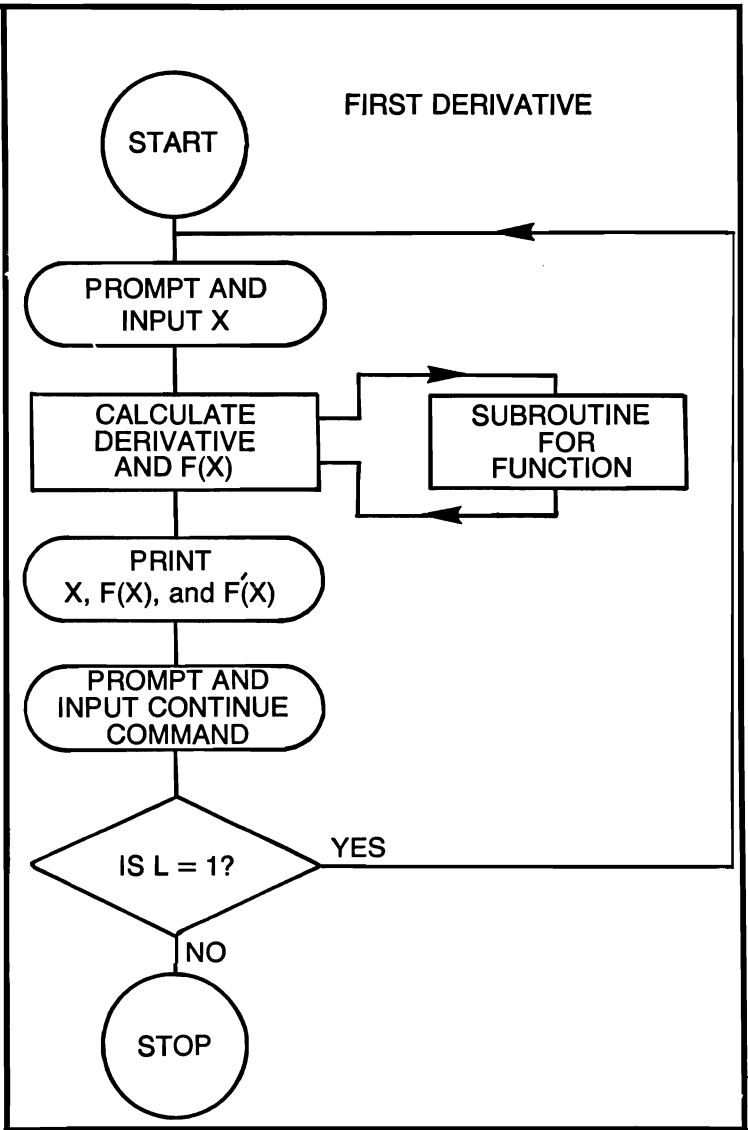 FIRST DERIVATIVE
START
PROMPT AND
INPUT X
CALCULATE
DERIVATIVE
AND F(X)
SUBROUTINE
FOR
FUNCTION
PRINT
X, F(X), and F′(X)
PROMPT AND
INPUT CONTINUE
COMMAND
IS L = 1?
YES
NO
STOP